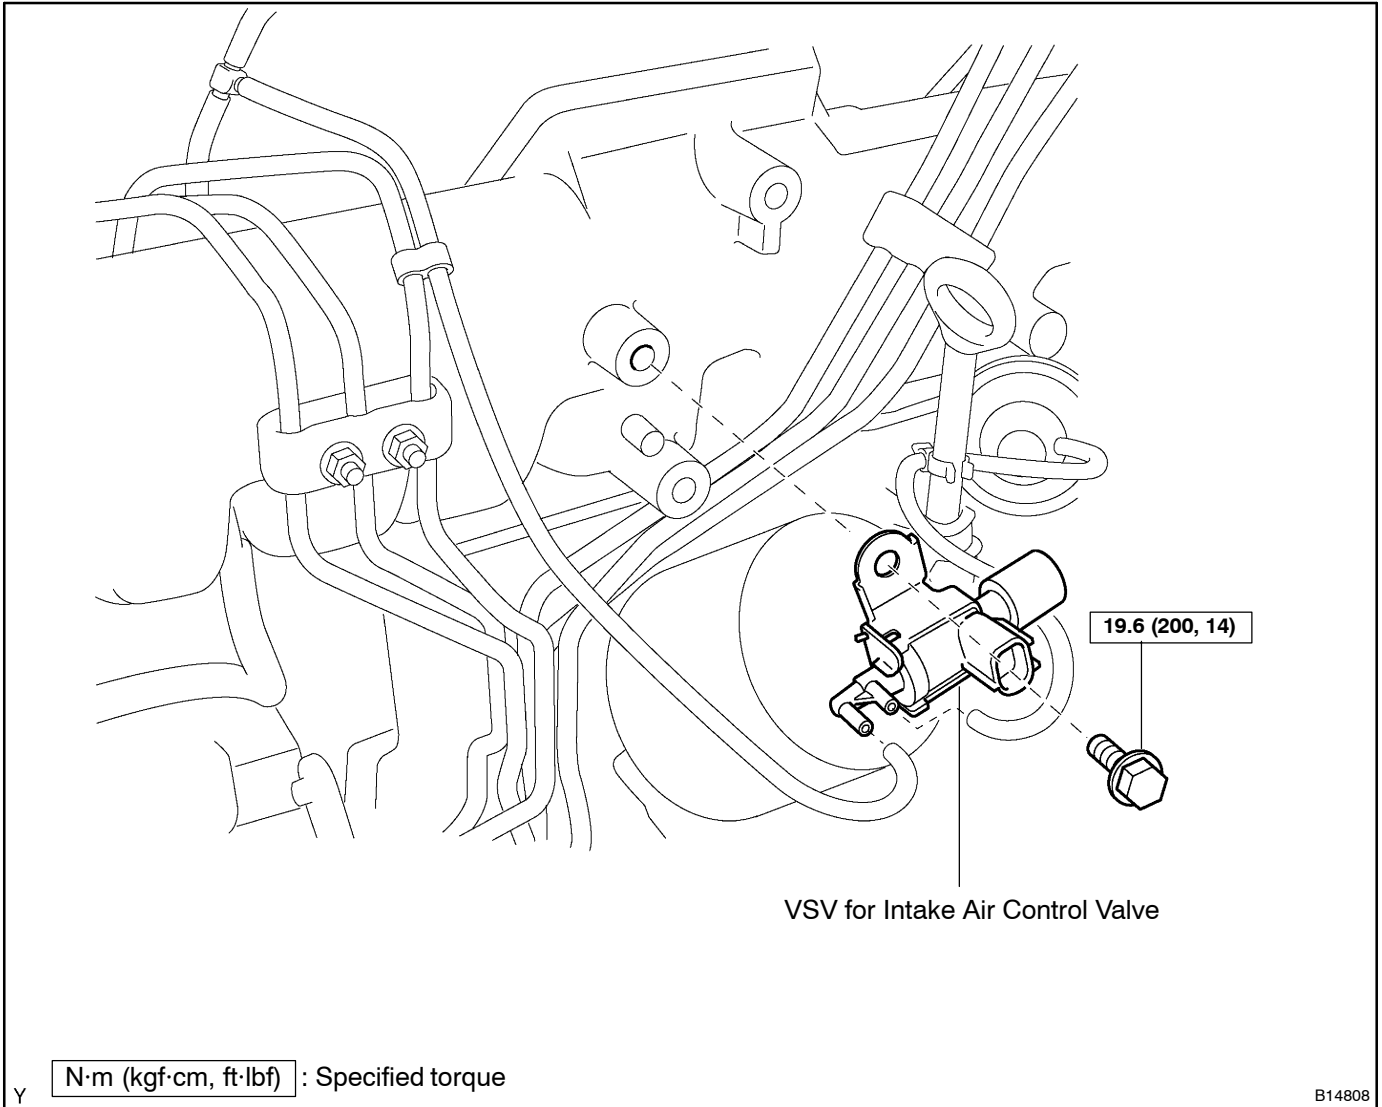 19.6 (200, 14)
VSV for Intake Air Control Valve
N·m (kgf·cm, ft·lbf) : Specified torque
Y
B14808